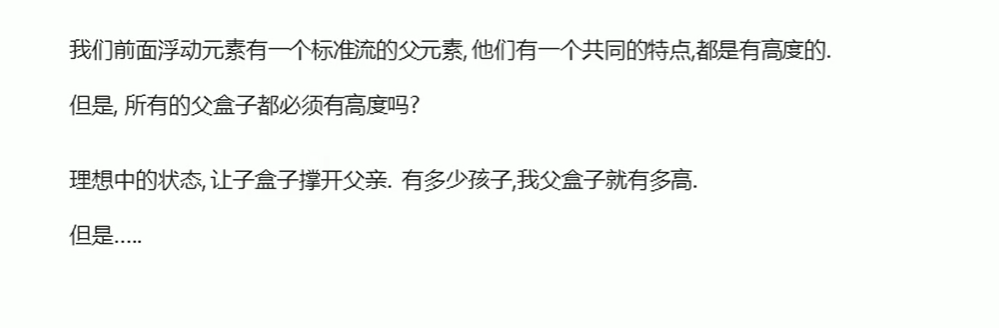 我们前面浮动元素有一个标准流的父元素, 他们有一个共同的特点,都是有高度的.
但是, 所有的父盒子都必须有高度吗?
理想中的状态, 让子盒子撑开父亲. 有多少孩子,我父盒子就有多高.
但是.....